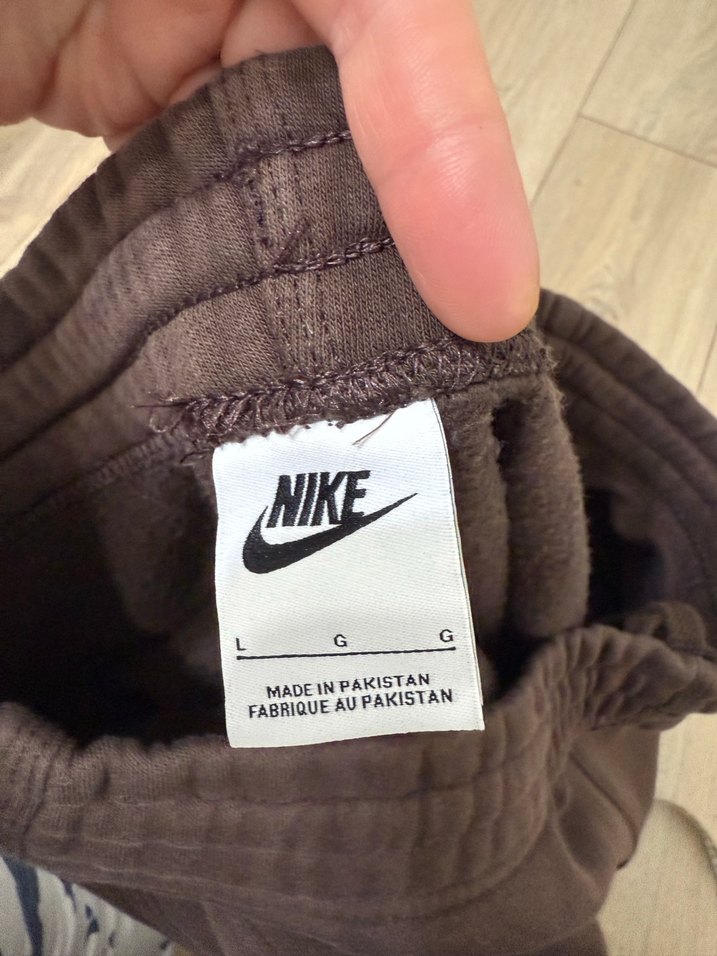 NIKE
L G G
MADE IN PAKISTAN
FABRIQUE AU PAKISTAN